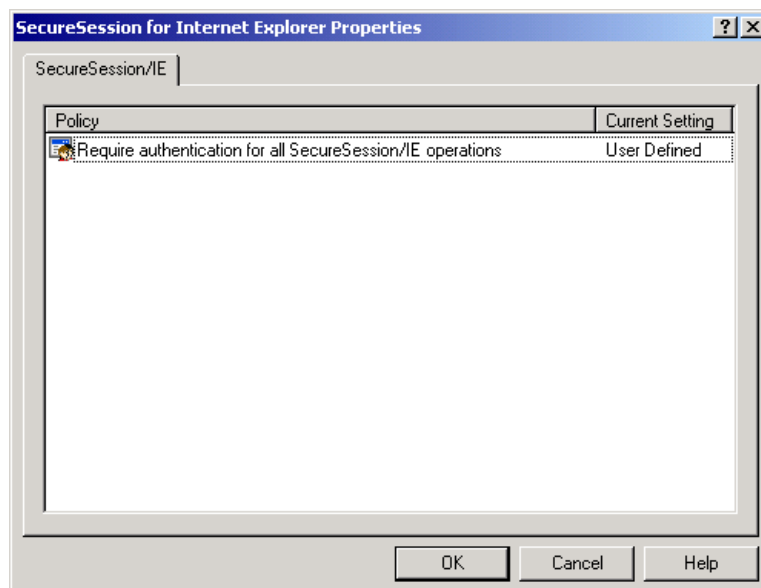 SecureSession for Internet Explorer Properties
SecureSession/IE
Policy Current Setting
Require authentication for all SecureSession/IE operations User Defined
OK Cancel Help